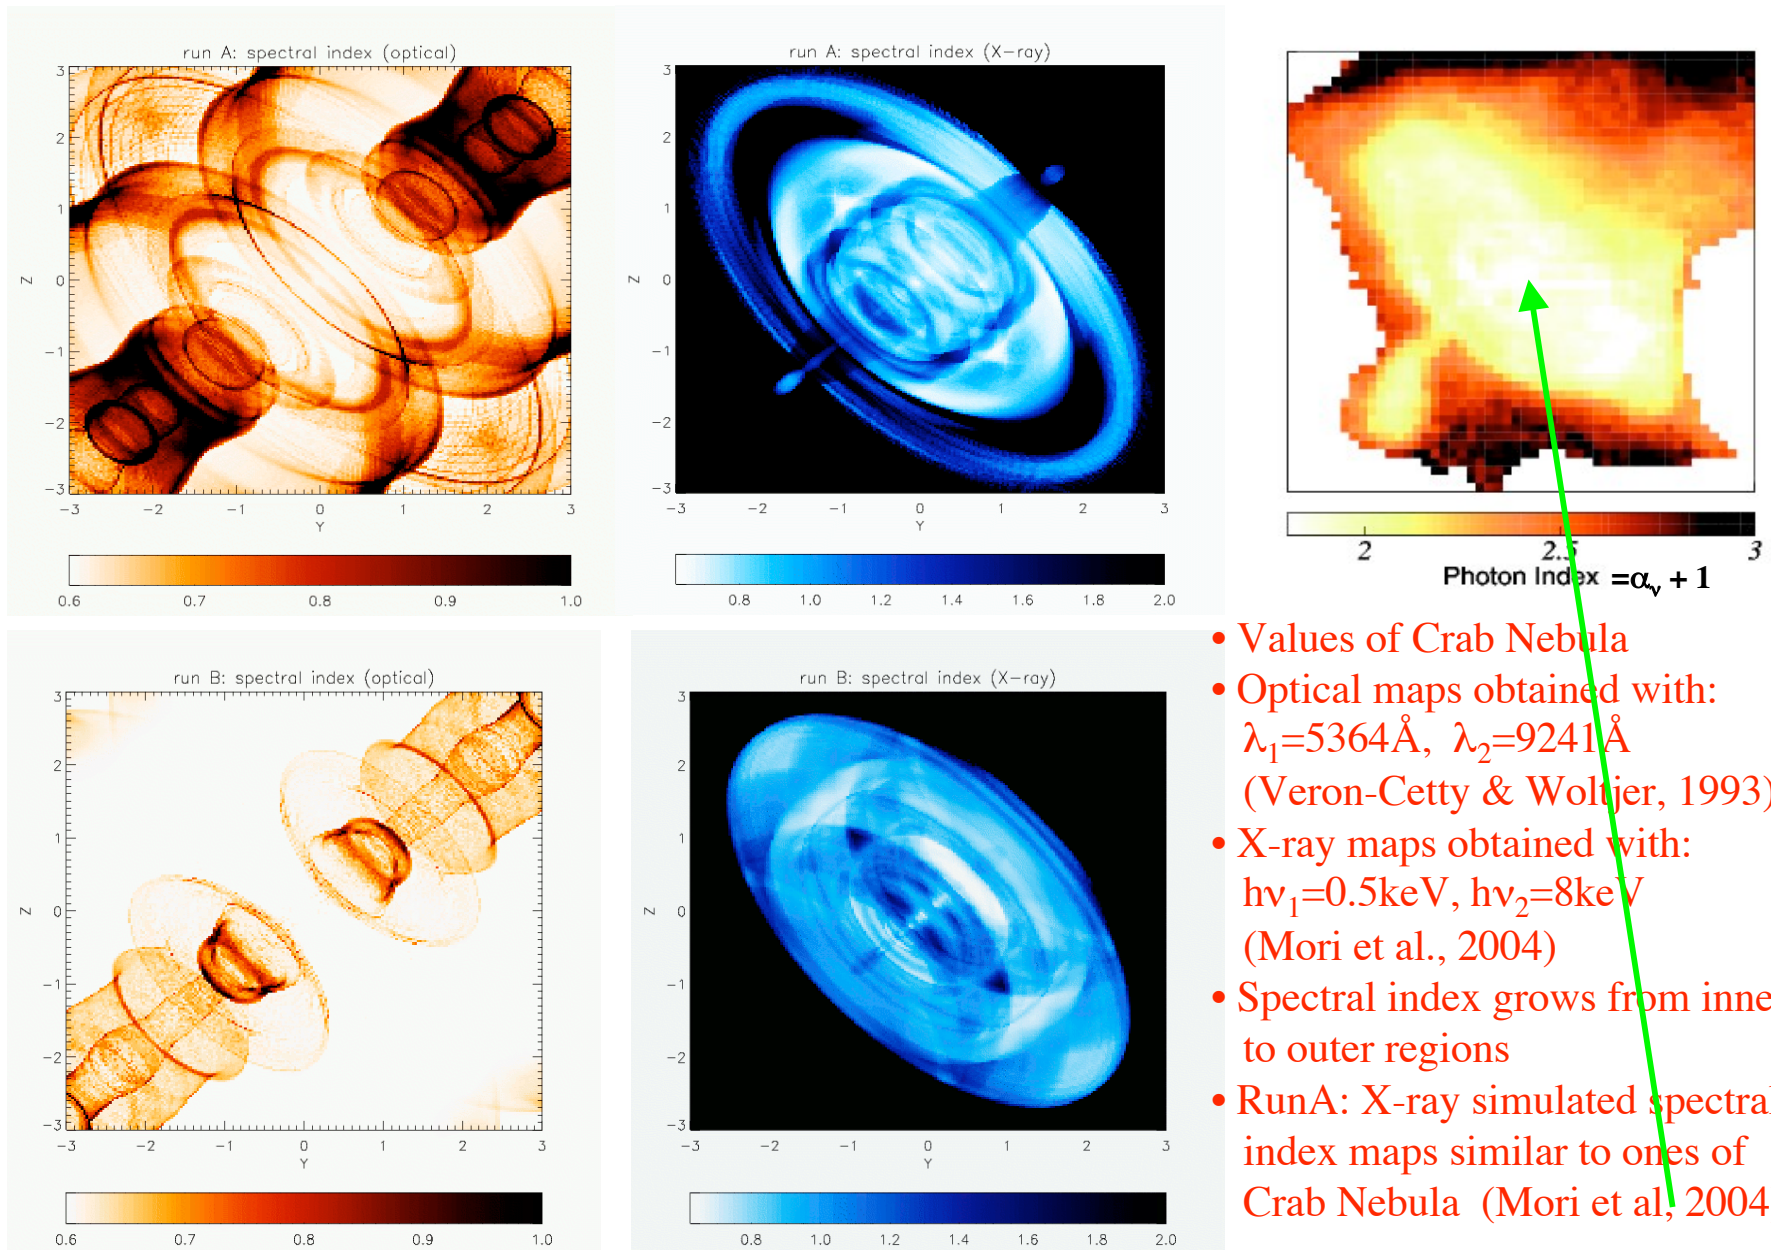 run A: spectral index (optical)
3
2
1
0
−1
−2
−3
Z
−3 −2 −1 0 1 2 3
Y
0.6 0.7 0.8 0.9 1.0
run A: spectral index (X−ray)
3
2
1
0
−1
−2
−3
Z
−3 −2 −1 0 1 2 3
Y
0.8 1.0 1.2 1.4 1.6 1.8 2.0
2 2.5 3
Photon Index =αν + 1
run B: spectral index (optical)
3
2
1
0
−1
−2
−3
Z
−3 −2 −1 0 1 2 3
Y
0.6 0.7 0.8 0.9 1.0
run B: spectral index (X−ray)
3
2
1
0
−1
−2
−3
Z
−3 −2 −1 0 1 2 3
Y
0.8 1.0 1.2 1.4 1.6 1.8 2.0
• Values of Crab Nebula
• Optical maps obtained with:
λ1=5364Å, λ2=9241Å
(Veron-Cetty & Woltjer, 1993)
• X-ray maps obtained with:
hν1=0.5keV, hν2=8keV
(Mori et al., 2004)
• Spectral index grows from inne
to outer regions
• RunA: X-ray simulated spectral
index maps similar to ones of
Crab Nebula (Mori et al, 2004